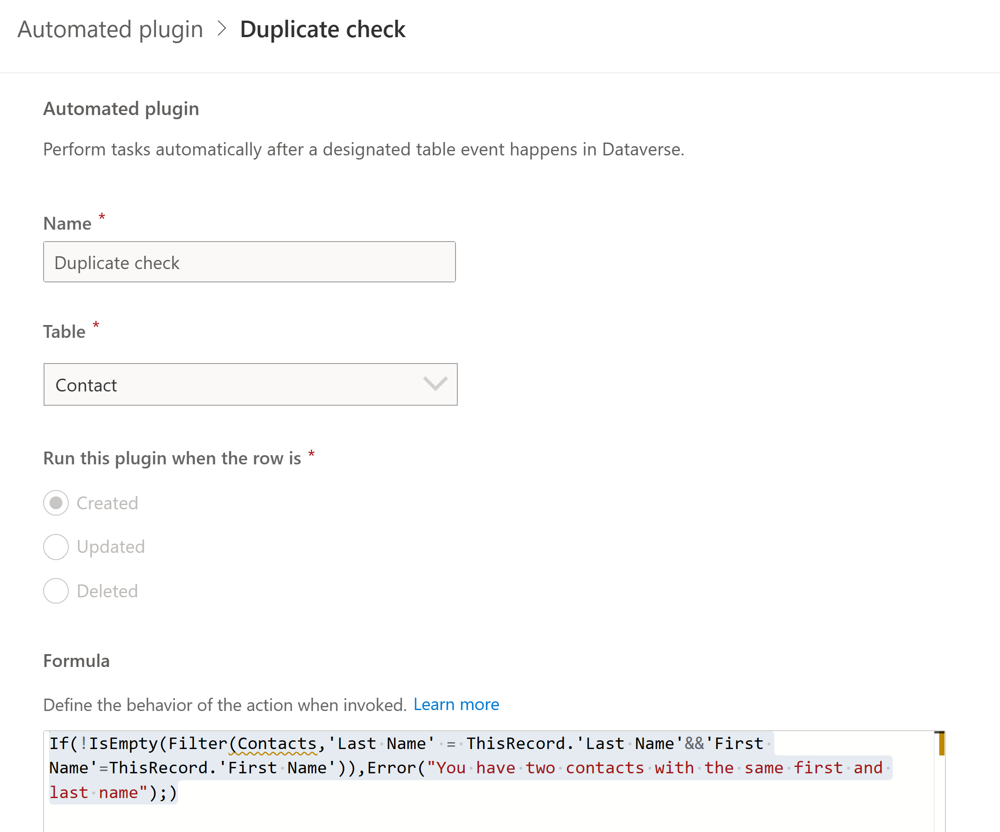 Automated plugin > Duplicate check
Automated plugin
Perform tasks automatically after a designated table event happens in Dataverse.
Name *
Duplicate check
Table *
Contact
Run this plugin when the row is *
Created
Updated
Deleted
Formula
Define the behavior of the action when invoked. Learn more
If(!IsEmpty(Filter(Contacts,'Last Name' = ThisRecord.'Last Name'&&'First
Name'=ThisRecord.'First Name')),Error("You have two contacts with the same first and
last name");)